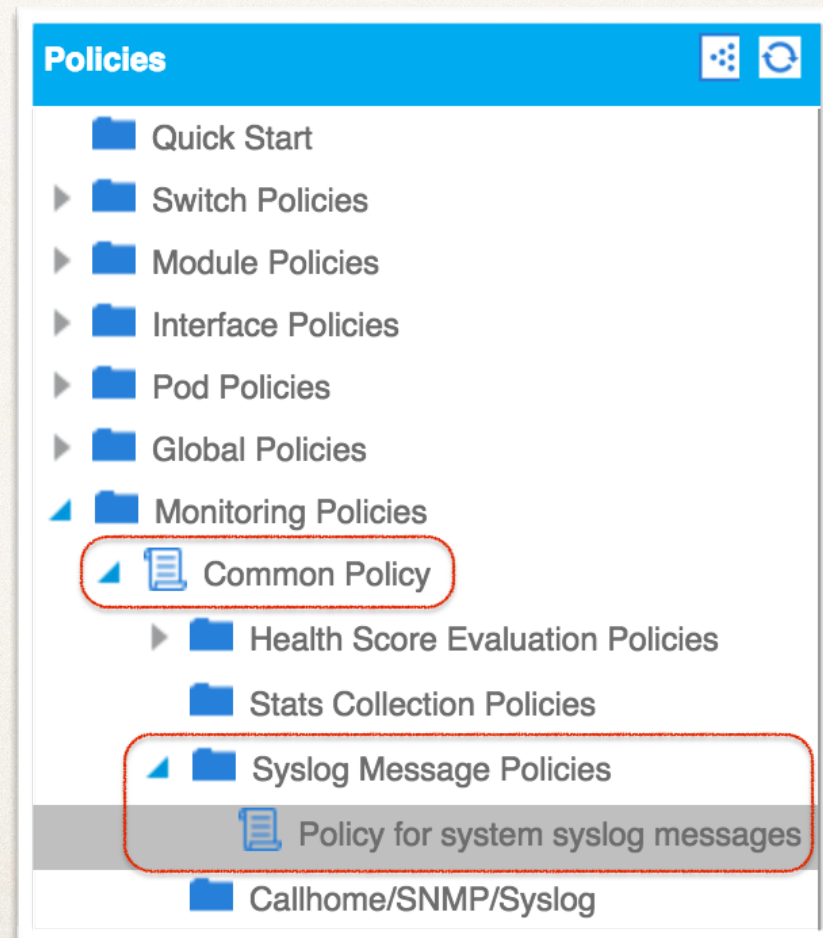 Policies
Quick Start
Switch Policies
Module Policies
Interface Policies
Pod Policies
Global Policies
Monitoring Policies
Common Policy
Health Score Evaluation Policies
Stats Collection Policies
Syslog Message Policies
Policy for system syslog messages
Callhome/SNMP/Syslog